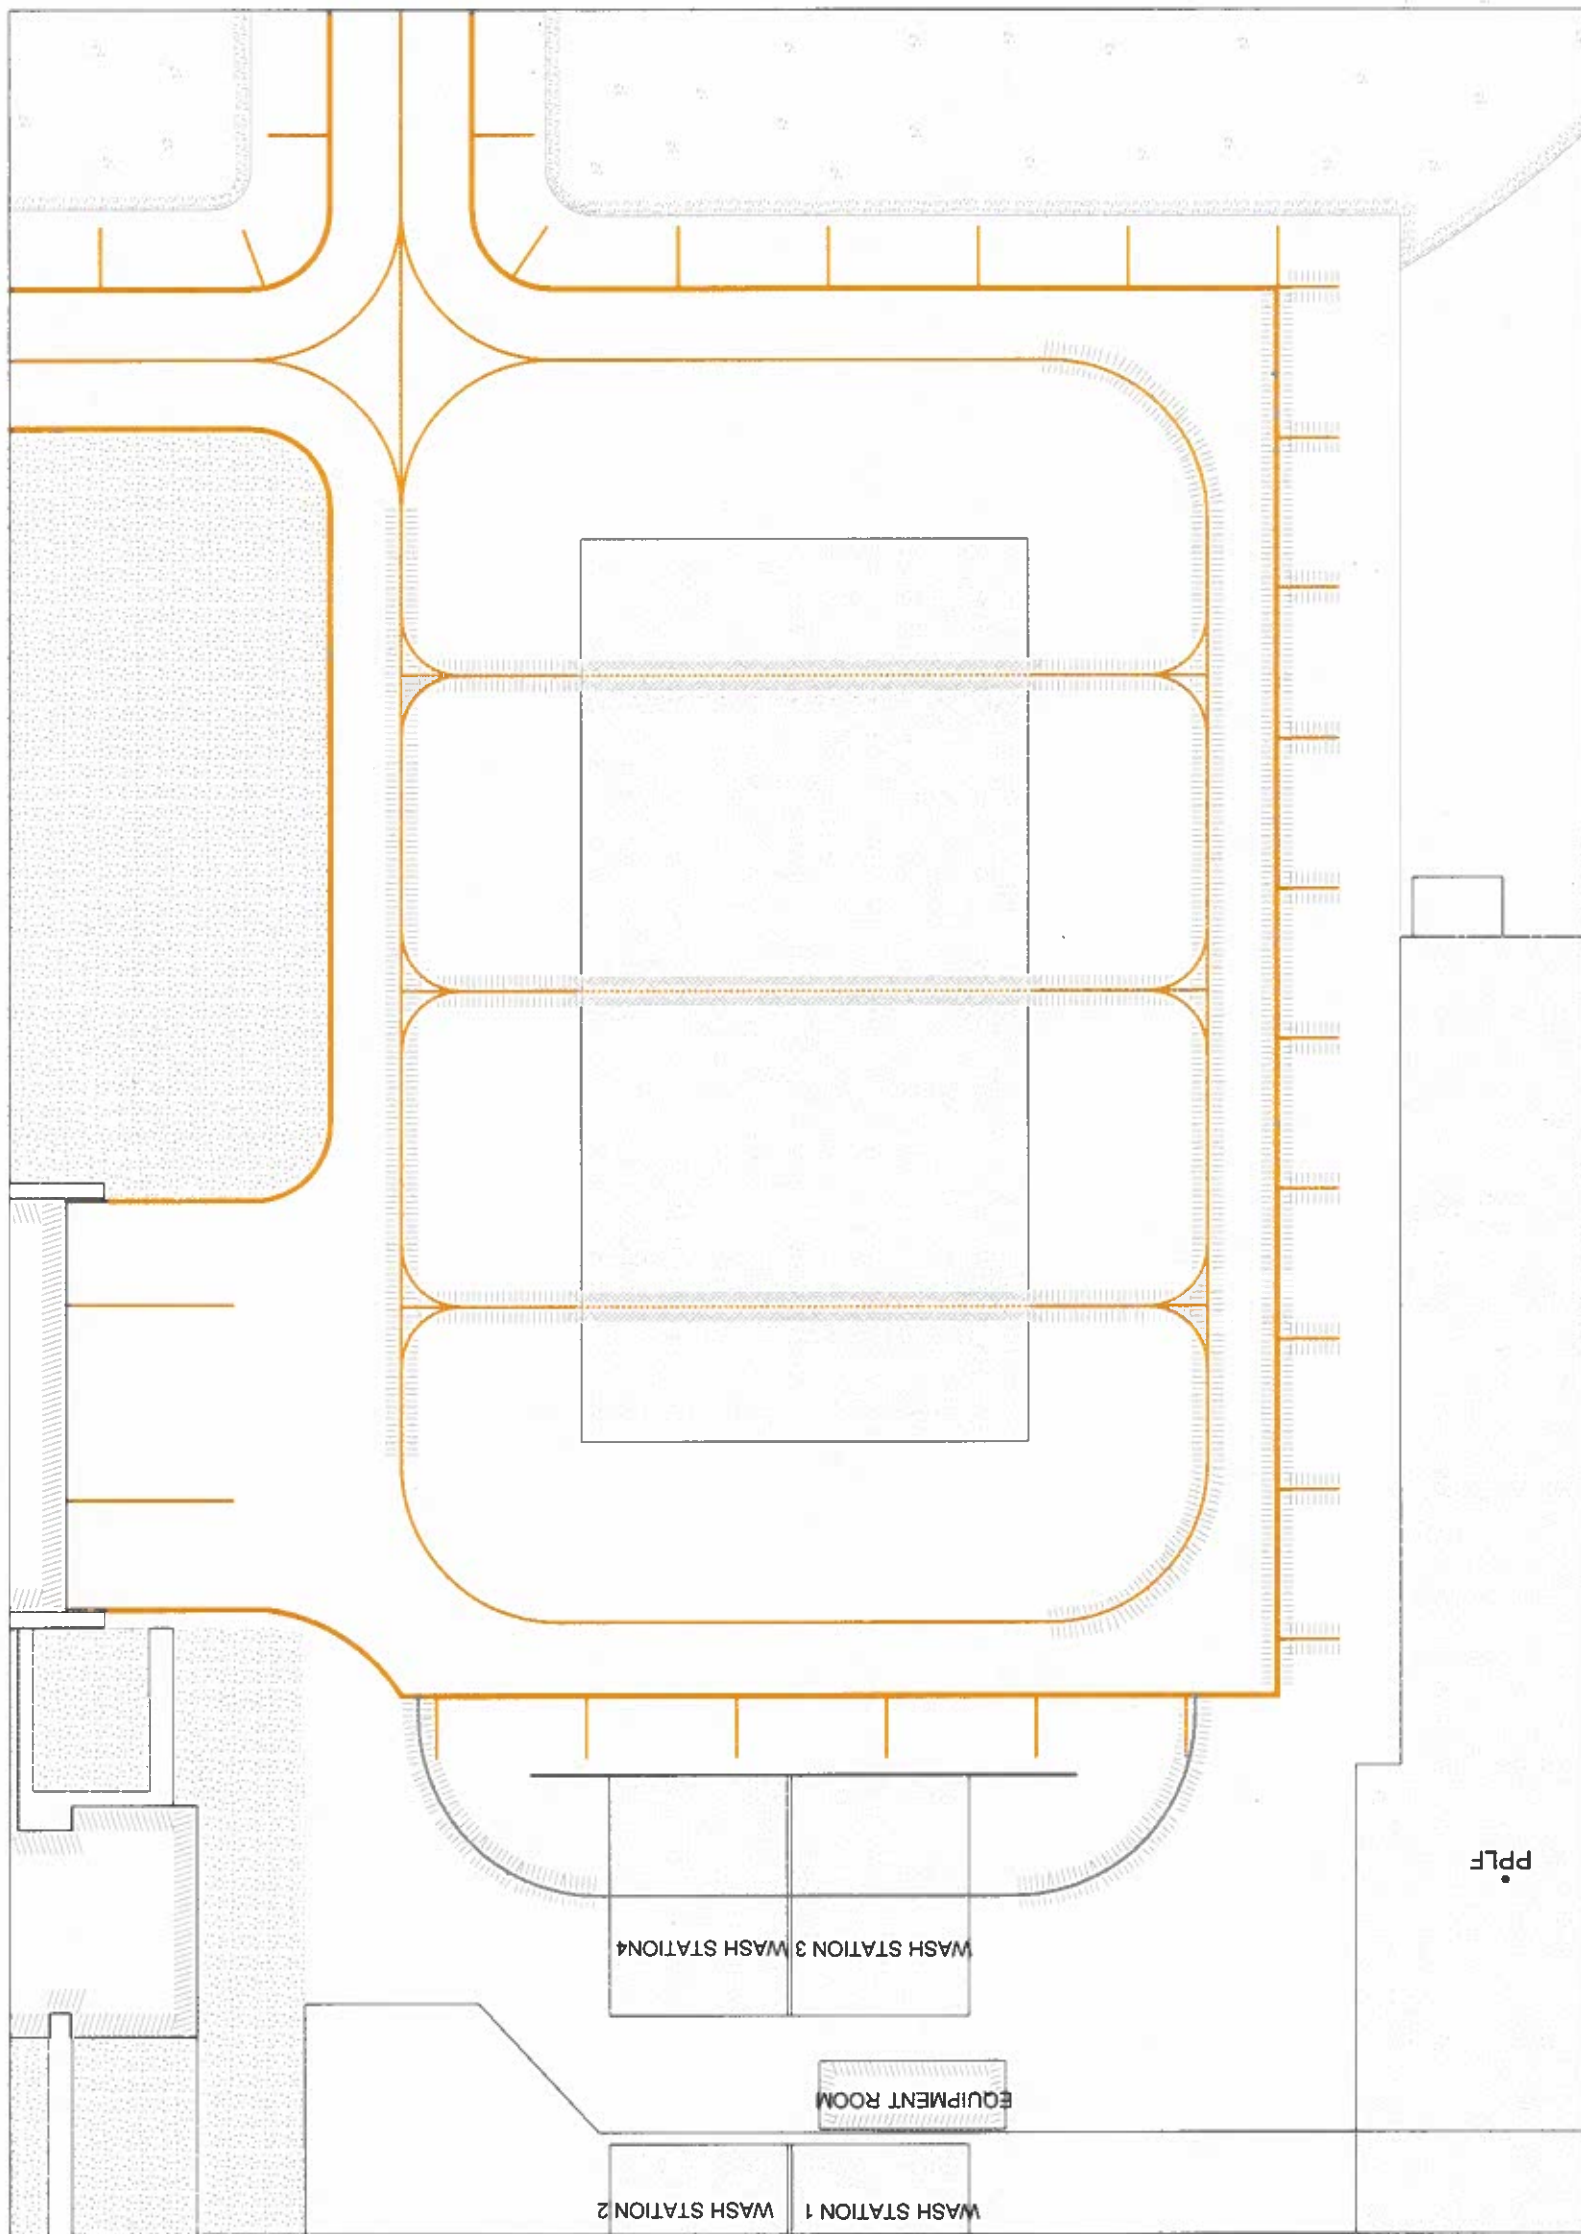 WASH STATION 1
WASH STATION 2
EQUIPMENT ROOM
WASH STATION 3
WASH STATION4
PPLF